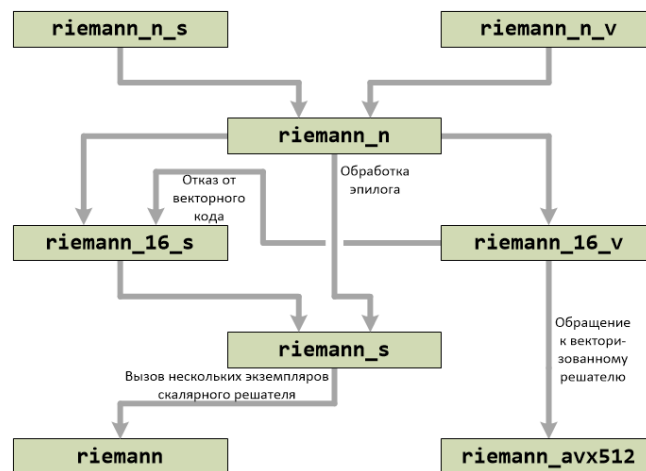 riemann_n_s
riemann_n_v
riemann_n
Отказ от
векторного
кода
Обработка
эпилога
riemann_16_s
riemann_16_v
riemann_s
Обращение
к вектори-
зованному
решателю
Вызов нескольких экземпляров
скалярного решателя
riemann
riemann_avx512